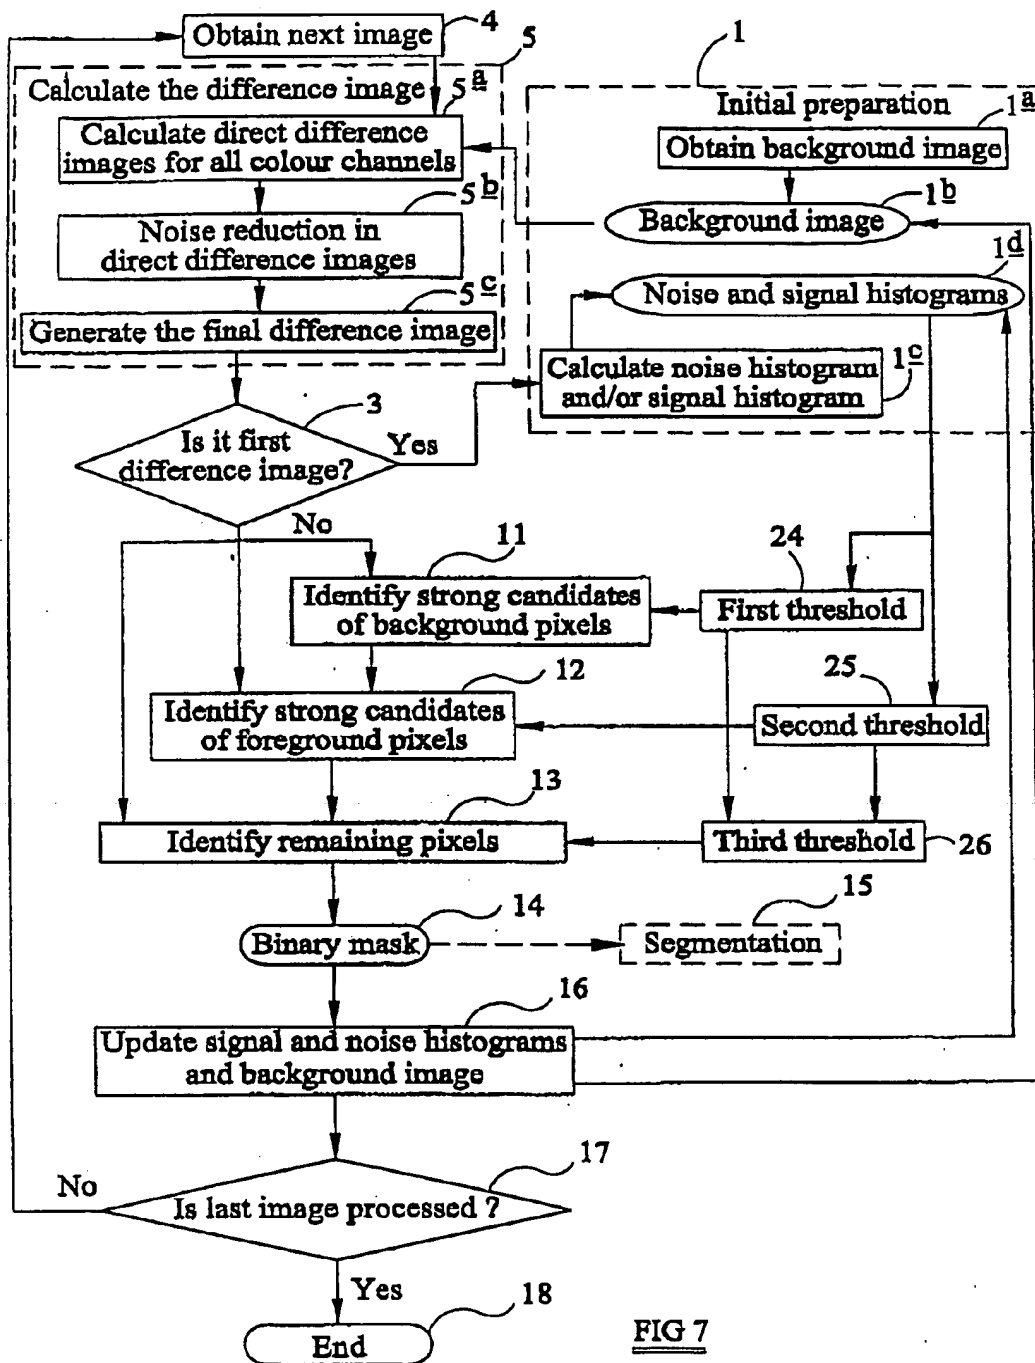 Obtain next image
4
5
1
Calculate the difference image
5a
Calculate direct difference
images for all colour channels
5b
Noise reduction in
direct difference images
5c
Generate the final difference image
Initial preparation
1a
Obtain background image
1b
Background image
1d
Noise and signal histograms
1c
Calculate noise histogram
and/or signal histogram
3
Is it first
difference image?
Yes
No
11
Identify strong candidates
of background pixels
24
First threshold
12
Identify strong candidates
of foreground pixels
25
Second threshold
13
Identify remaining pixels
Third threshold
26
14
Binary mask
15
Segmentation
16
Update signal and noise histograms
and background image
17
No
Is last image processed ?
Yes
18
End
FIG 7